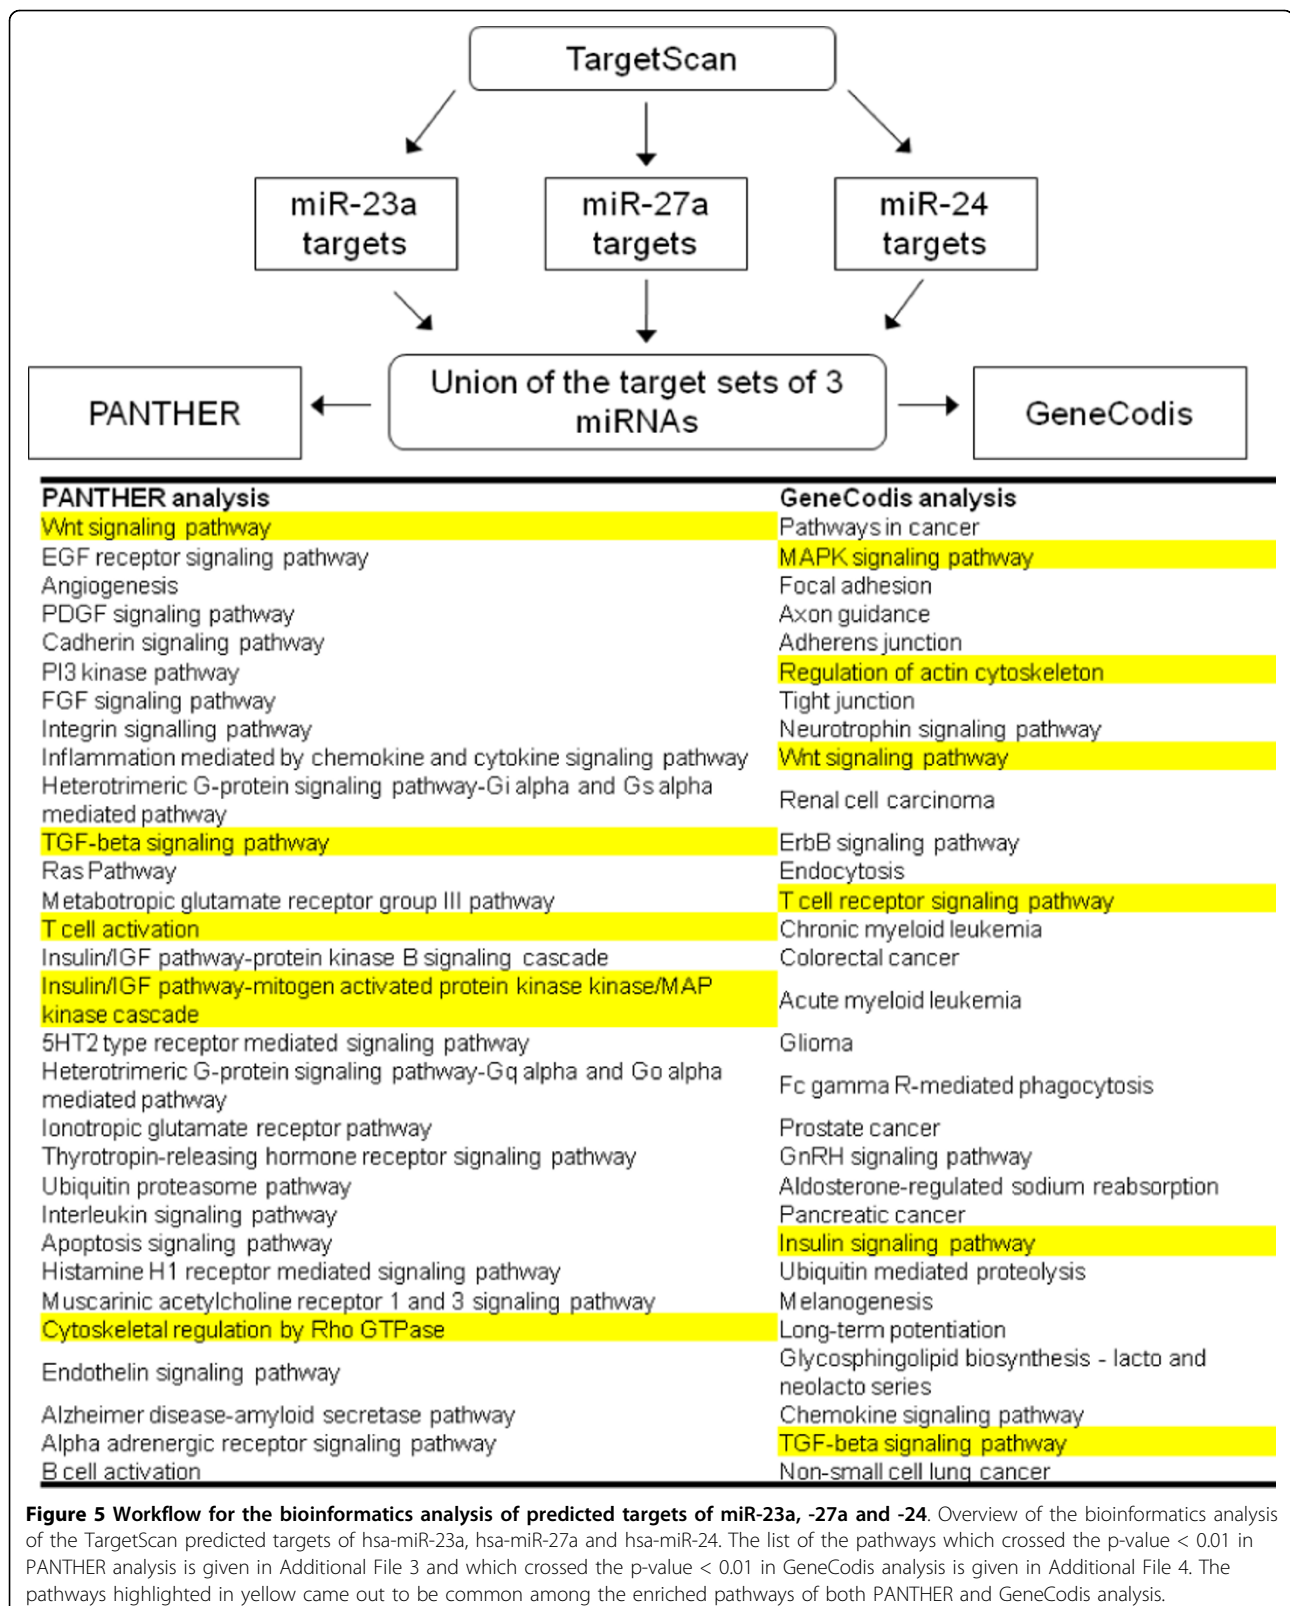 TargetScan
miR-23a
targets
miR-27a
targets
miR-24
targets
PANTHER
Union of the target sets of 3
miRNAs
GeneCodis
PANTHER analysis
Wnt signaling pathway
EGF receptor signaling pathway
Angiogenesis
PDGF signaling pathway
Cadherin signaling pathway
PI3 kinase pathway
FGF signaling pathway
Integrin signalling pathway
Inflammation mediated by chemokine and cytokine signaling pathway
Heterotrimeric G-protein signaling pathway-Gi alpha and Gs alpha
mediated pathway
TGF-beta signaling pathway
Ras Pathway
Metabotropic glutamate receptor group III pathway
T cell activation
Insulin/IGF pathway-protein kinase B signaling cascade
Insulin/IGF pathway-mitogen activated protein kinase kinase/MAP
kinase cascade
5HT2 type receptor mediated signaling pathway
Heterotrimeric G-protein signaling pathway-Gq alpha and Go alpha
mediated pathway
Ionotropic glutamate receptor pathway
Thyrotropin-releasing hormone receptor signaling pathway
Ubiquitin proteasome pathway
Interleukin signaling pathway
Apoptosis signaling pathway
Histamine H1 receptor mediated signaling pathway
Muscarinic acetylcholine receptor 1 and 3 signaling pathway
Cytoskeletal regulation by Rho GTPase
Endothelin signaling pathway
Alzheimer disease-amyloid secretase pathway
Alpha adrenergic receptor signaling pathway
B cell activation
GeneCodis analysis
Pathways in cancer
MAPK signaling pathway
Focal adhesion
Axon guidance
Adherens junction
Regulation of actin cytoskeleton
Tight junction
Neurotrophin signaling pathway
Wnt signaling pathway
Renal cell carcinoma
ErbB signaling pathway
Endocytosis
T cell receptor signaling pathway
Chronic myeloid leukemia
Colorectal cancer
Acute myeloid leukemia
Glioma
Fc gamma R-mediated phagocytosis
Prostate cancer
GnRH signaling pathway
Aldosterone-regulated sodium reabsorption
Pancreatic cancer
Insulin signaling pathway
Ubiquitin mediated proteolysis
Melanogenesis
Long-term potentiation
Glycosphingolipid biosynthesis - lacto and
neolacto series
Chemokine signaling pathway
TGF-beta signaling pathway
Non-small cell lung cancer
Figure 5 Workflow for the bioinformatics analysis of predicted targets of miR-23a, -27a and -24. Overview of the bioinformatics analysis
of the TargetScan predicted targets of hsa-miR-23a, hsa-miR-27a and hsa-miR-24. The list of the pathways which crossed the p-value < 0.01 in
PANTHER analysis is given in Additional File 3 and which crossed the p-value < 0.01 in GeneCodis analysis is given in Additional File 4. The
pathways highlighted in yellow came out to be common among the enriched pathways of both PANTHER and GeneCodis analysis.